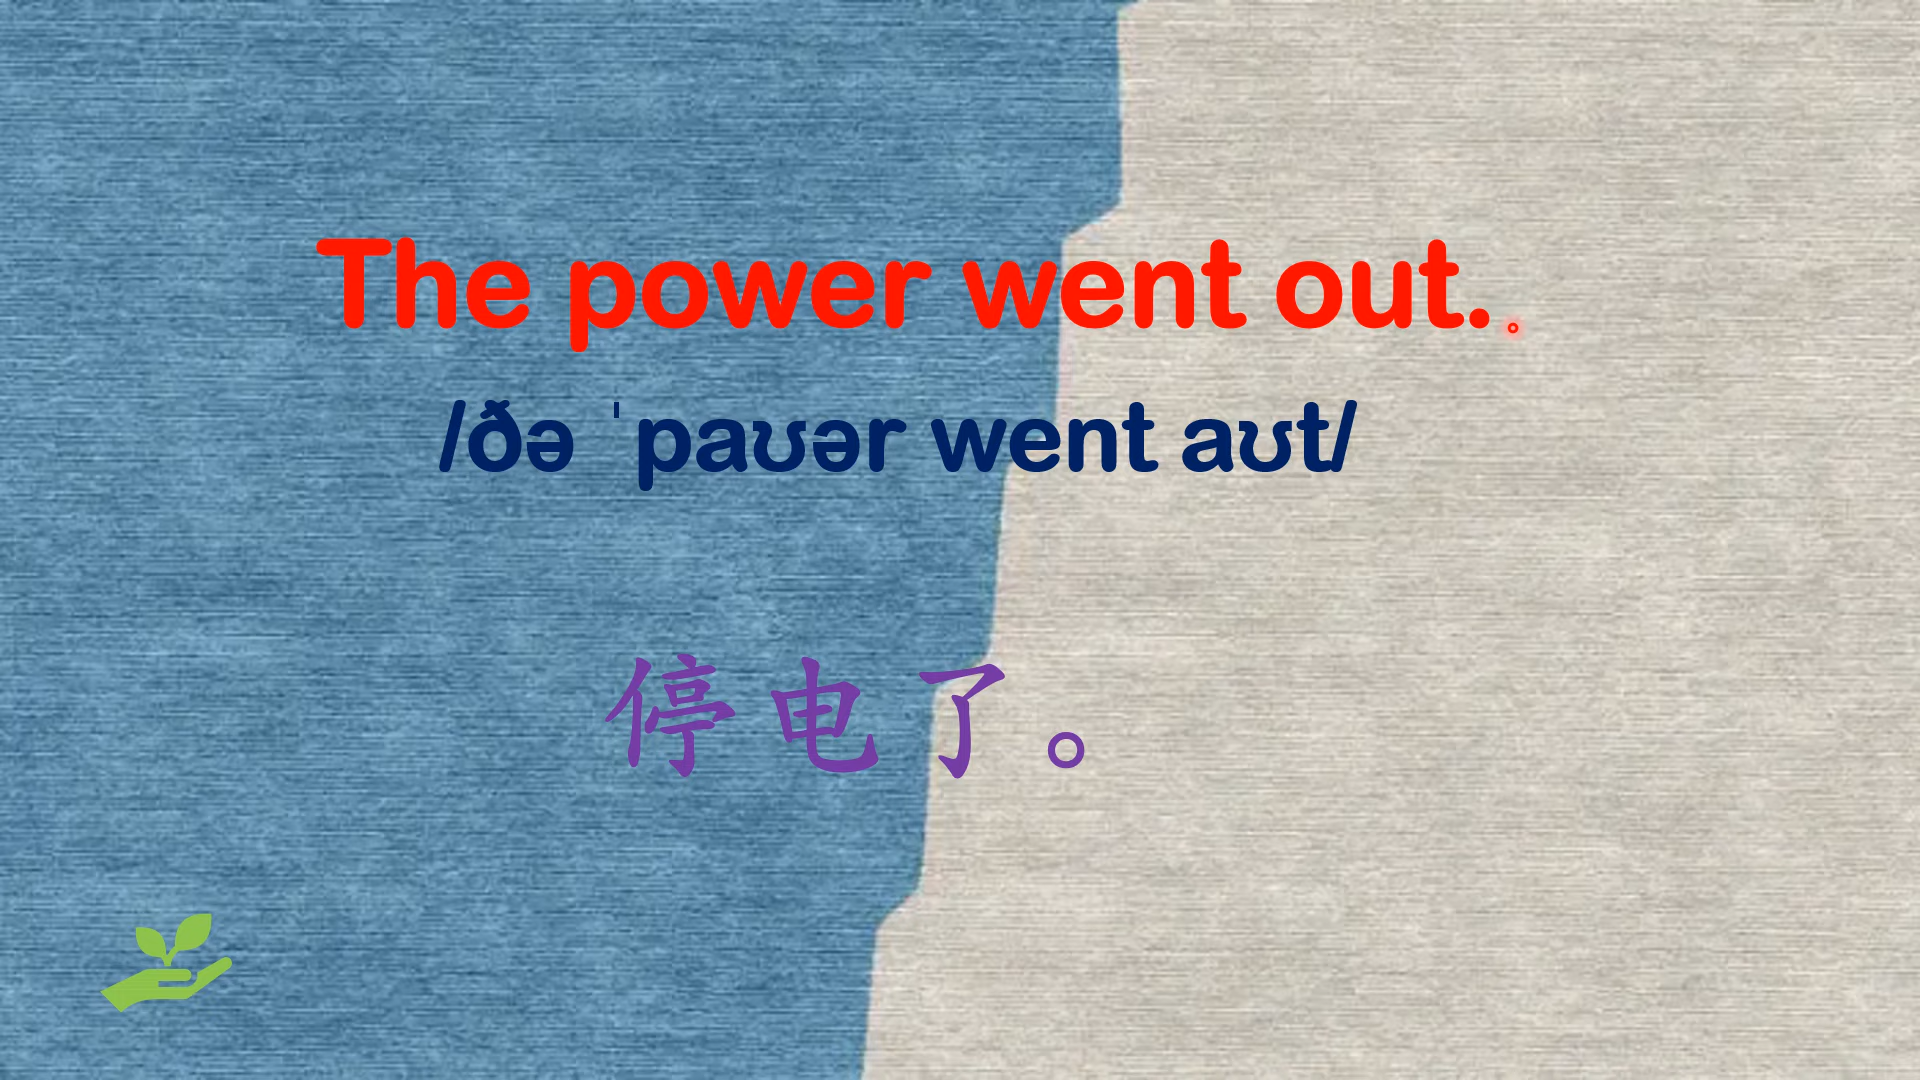 The power went out.。
/ðə ˈpaʊər went aʊt/
停电了。